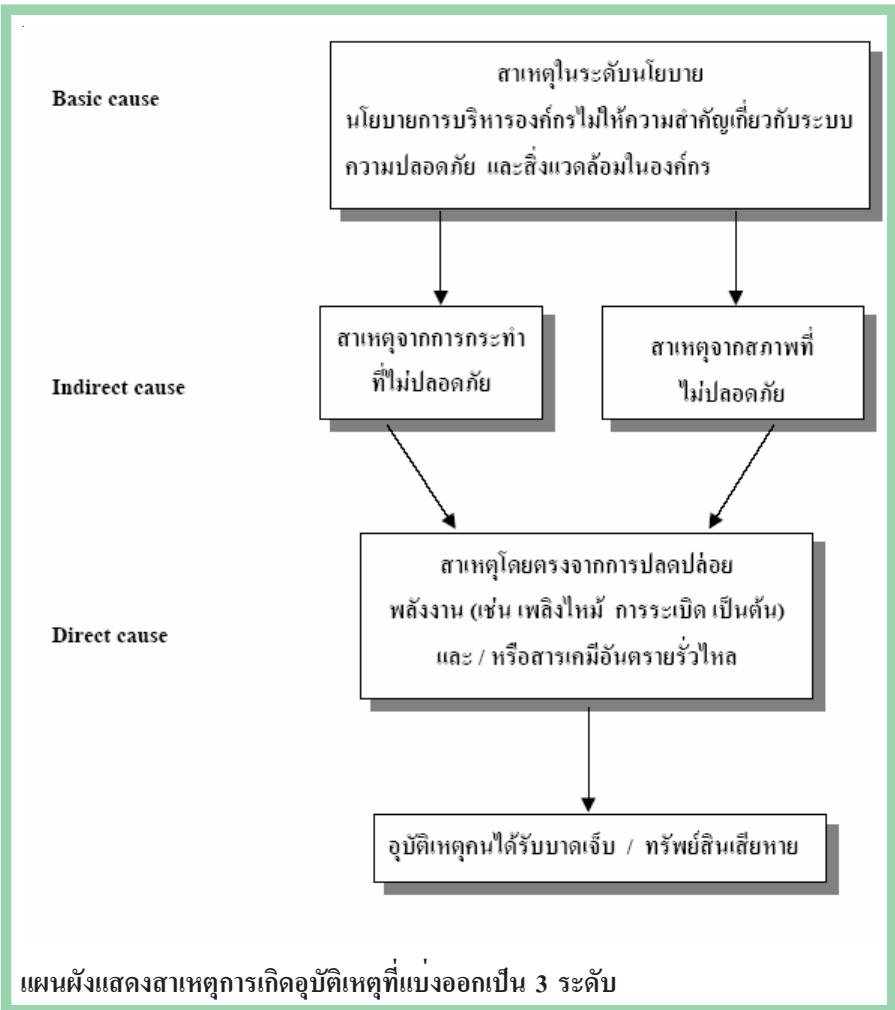 สาเหตุในระดับนโยบาย
Basic cause
นโยบายการบริหารองค์กรไม่ให้ความสำคัญเกี่ยวกับระบบ
ความปลอดภัย และสิ่งแวดล้อมในองค์กร
สาเหตุจากการกระทำ
ที่ไม่ปลอดภัย
สาเหตุจากสภาพที่
ไม่ปลอดภัย
Indirect cause
สาเหตุโดยตรงจากการปลดปล่อย
พลังงาน (เช่น เพลิงไหม้ การระเบิด เป็นต้น)
และ / หรือสารเคมีอันตรายรั่วไหล
Direct cause
อุบัติเหตุคนได้รับบาดเจ็บ / ทรัพย์สินเสียหาย
แผนผังแสดงสาเหตุการเกิดอุบัติเหตุที่แบ่งออกเป็น 3 ระดับ